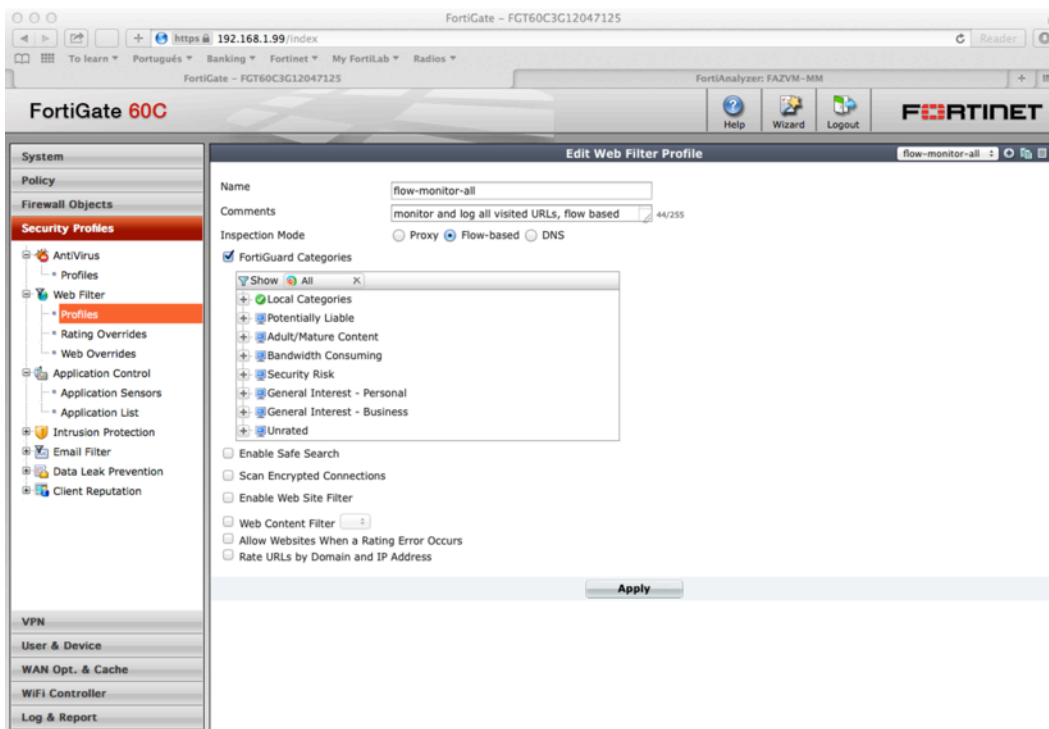 FortiGate – FGT60C3G12047125
https 192.168.1.99/index
Reader
To learn Português Banking Fortinet My FortiLab Radios
FortiGate – FGT60C3G12047125
FortiAnalyzer: FAZVM-MM
FortiGate 60C
Help
Wizard
Logout
FORTINET
System
Policy
Firewall Objects
Security Profiles
AntiVirus
Profiles
Web Filter
Profiles
Rating Overrides
Web Overrides
Application Control
Application Sensors
Application List
Intrusion Protection
Email Filter
Data Leak Prevention
Client Reputation
VPN
User & Device
WAN Opt. & Cache
WiFi Controller
Log & Report
Edit Web Filter Profile
flow-monitor-all
Name flow-monitor-all
Comments monitor and log all visited URLs, flow based 44/255
Inspection Mode Proxy Flow-based DNS
FortiGuard Categories
Show All X
Local Categories
Potentially Liable
Adult/Mature Content
Bandwidth Consuming
Security Risk
General Interest - Personal
General Interest - Business
Unrated
Enable Safe Search
Scan Encrypted Connections
Enable Web Site Filter
Web Content Filter
Allow Websites When a Rating Error Occurs
Rate URLs by Domain and IP Address
Apply